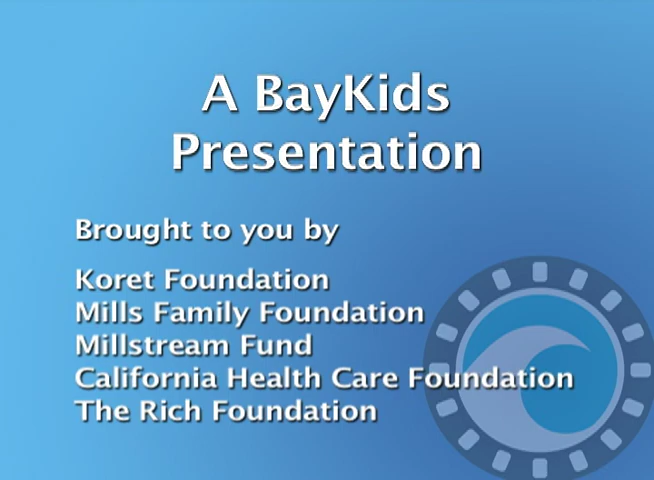 A BayKids
Presentation
Brought to you by
Koret Foundation
Mills Family Foundation
Millstream Fund
California Health Care Foundation
The Rich Foundation